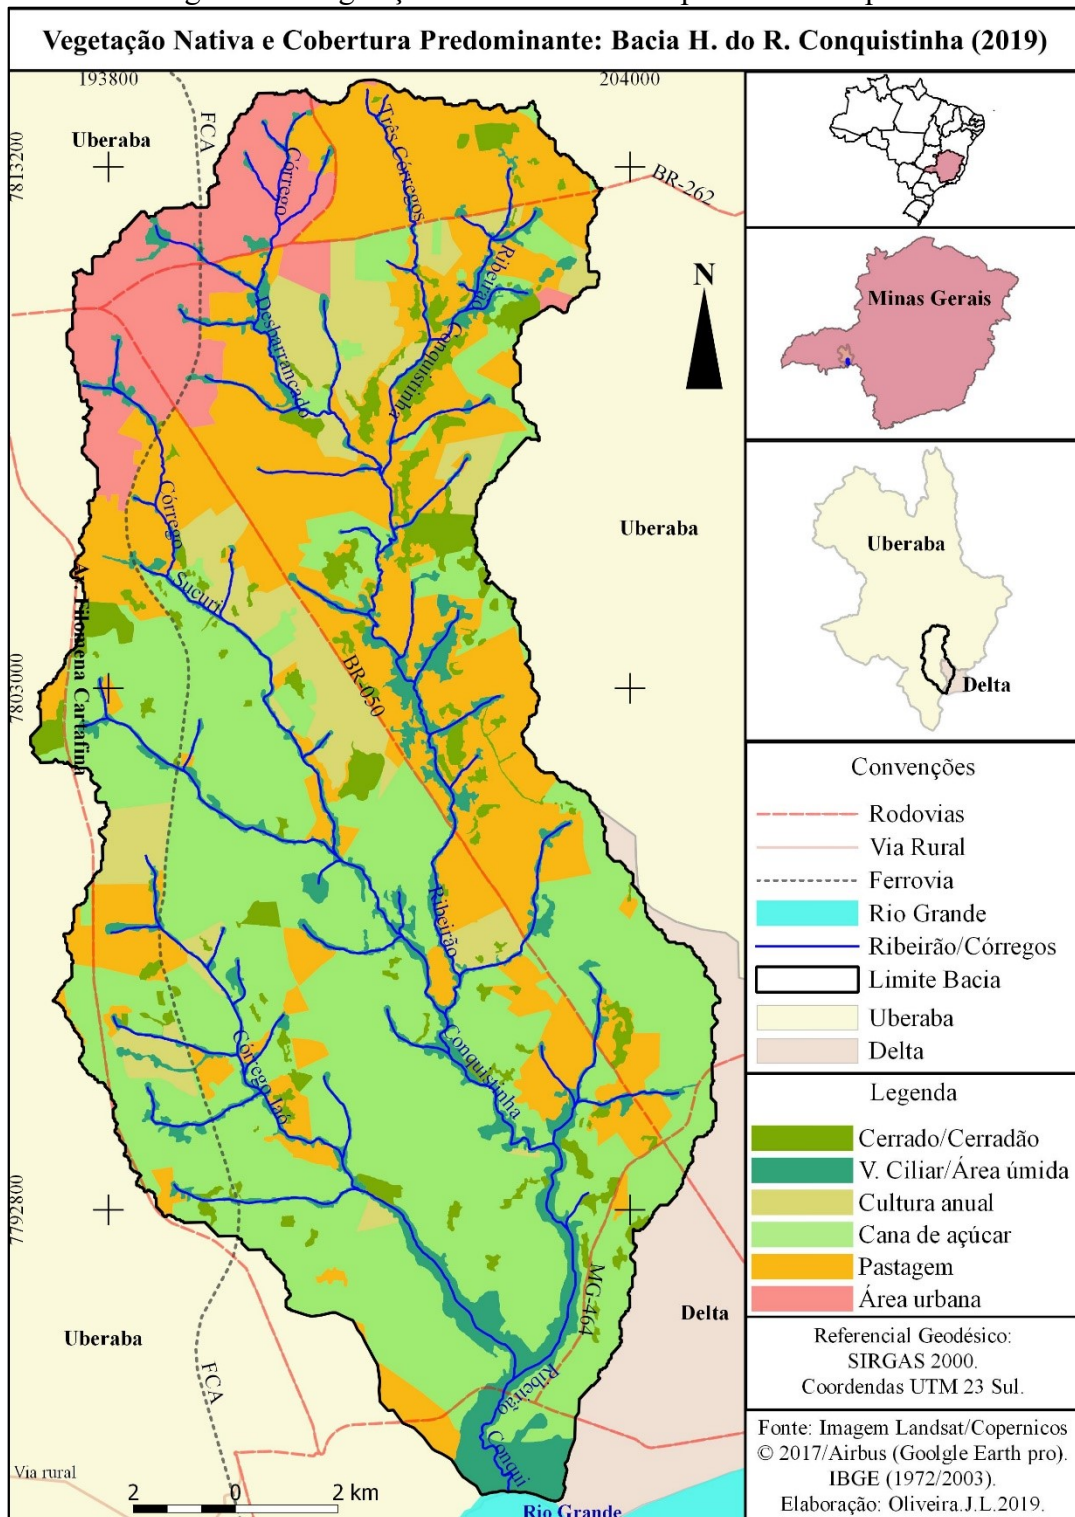 Vegetação Nativa e Cobertura Predominante: Bacia H. do R. Conquistinha (2019)
193800
204000
7813200
7803000
7792800
Uberaba
FCA
Córrego
Três Córregos
BR-262
Ribeirão
Conquistinha
Desbarrancado
N
Córrego
Sucuri
Uberaba
Av. Filomena Cartafina
BR-050
Ribeirão
Conquistinha
Córrego Jaó
MG-464
Delta
Uberaba
FCA
Ribeirão
Conqui
Via rural
2 0 2 km
Rio Grande
Minas Gerais
Uberaba
Delta
Convenções
Rodovias
Via Rural
Ferrovia
Rio Grande
Ribeirão/Córregos
Limite Bacia
Uberaba
Delta
Legenda
Cerrado/Cerradão
V. Ciliar/Área úmida
Cultura anual
Cana de açúcar
Pastagem
Área urbana
Referencial Geodésico:
SIRGAS 2000.
Coordendas UTM 23 Sul.
Fonte: Imagem Landsat/Copernicos
© 2017/Airbus (Goolgle Earth pro).
IBGE (1972/2003).
Elaboração: Oliveira.J.L.2019.